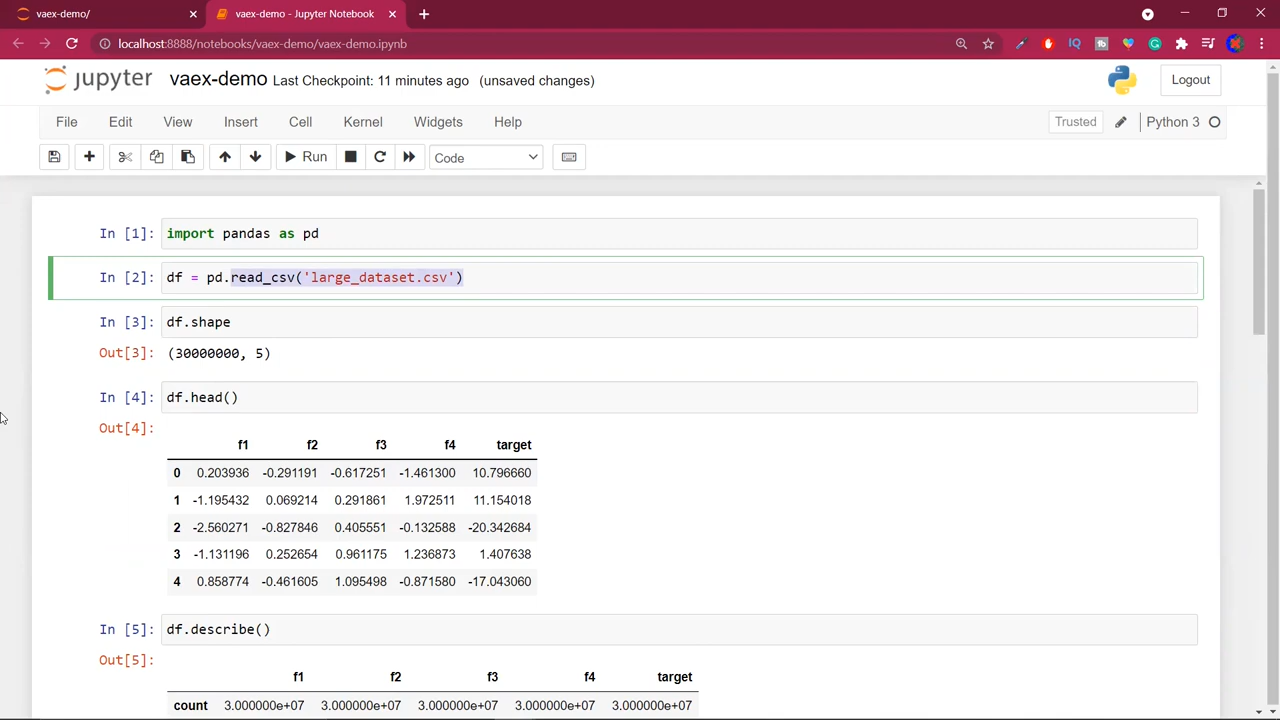 vaex-demo/
vaex-demo - Jupyter Notebook
localhost:8888/notebooks/vaex-demo/vaex-demo.ipynb
IQ
jupyter vaex-demo Last Checkpoint: 11 minutes ago (unsaved changes)
Logout
File Edit View Insert Cell Kernel Widgets Help
Trusted
Python 3
Run
Code
In [1]: import pandas as pd
In [2]: df = pd.read_csv('large_dataset.csv')
In [3]: df.shape
Out[3]: (30000000, 5)
In [4]: df.head()
Out[4]:
f1 f2 f3 f4 target
0 0.203936 -0.291191 -0.617251 -1.461300 10.796660
1 -1.195432 0.069214 0.291861 1.972511 11.154018
2 -2.560271 -0.827846 0.405551 -0.132588 -20.342684
3 -1.131196 0.252654 0.961175 1.236873 1.407638
4 0.858774 -0.461605 1.095498 -0.871580 -17.043060
In [5]: df.describe()
Out[5]:
f1 f2 f3 f4 target
count 3.000000e+07 3.000000e+07 3.000000e+07 3.000000e+07 3.000000e+07